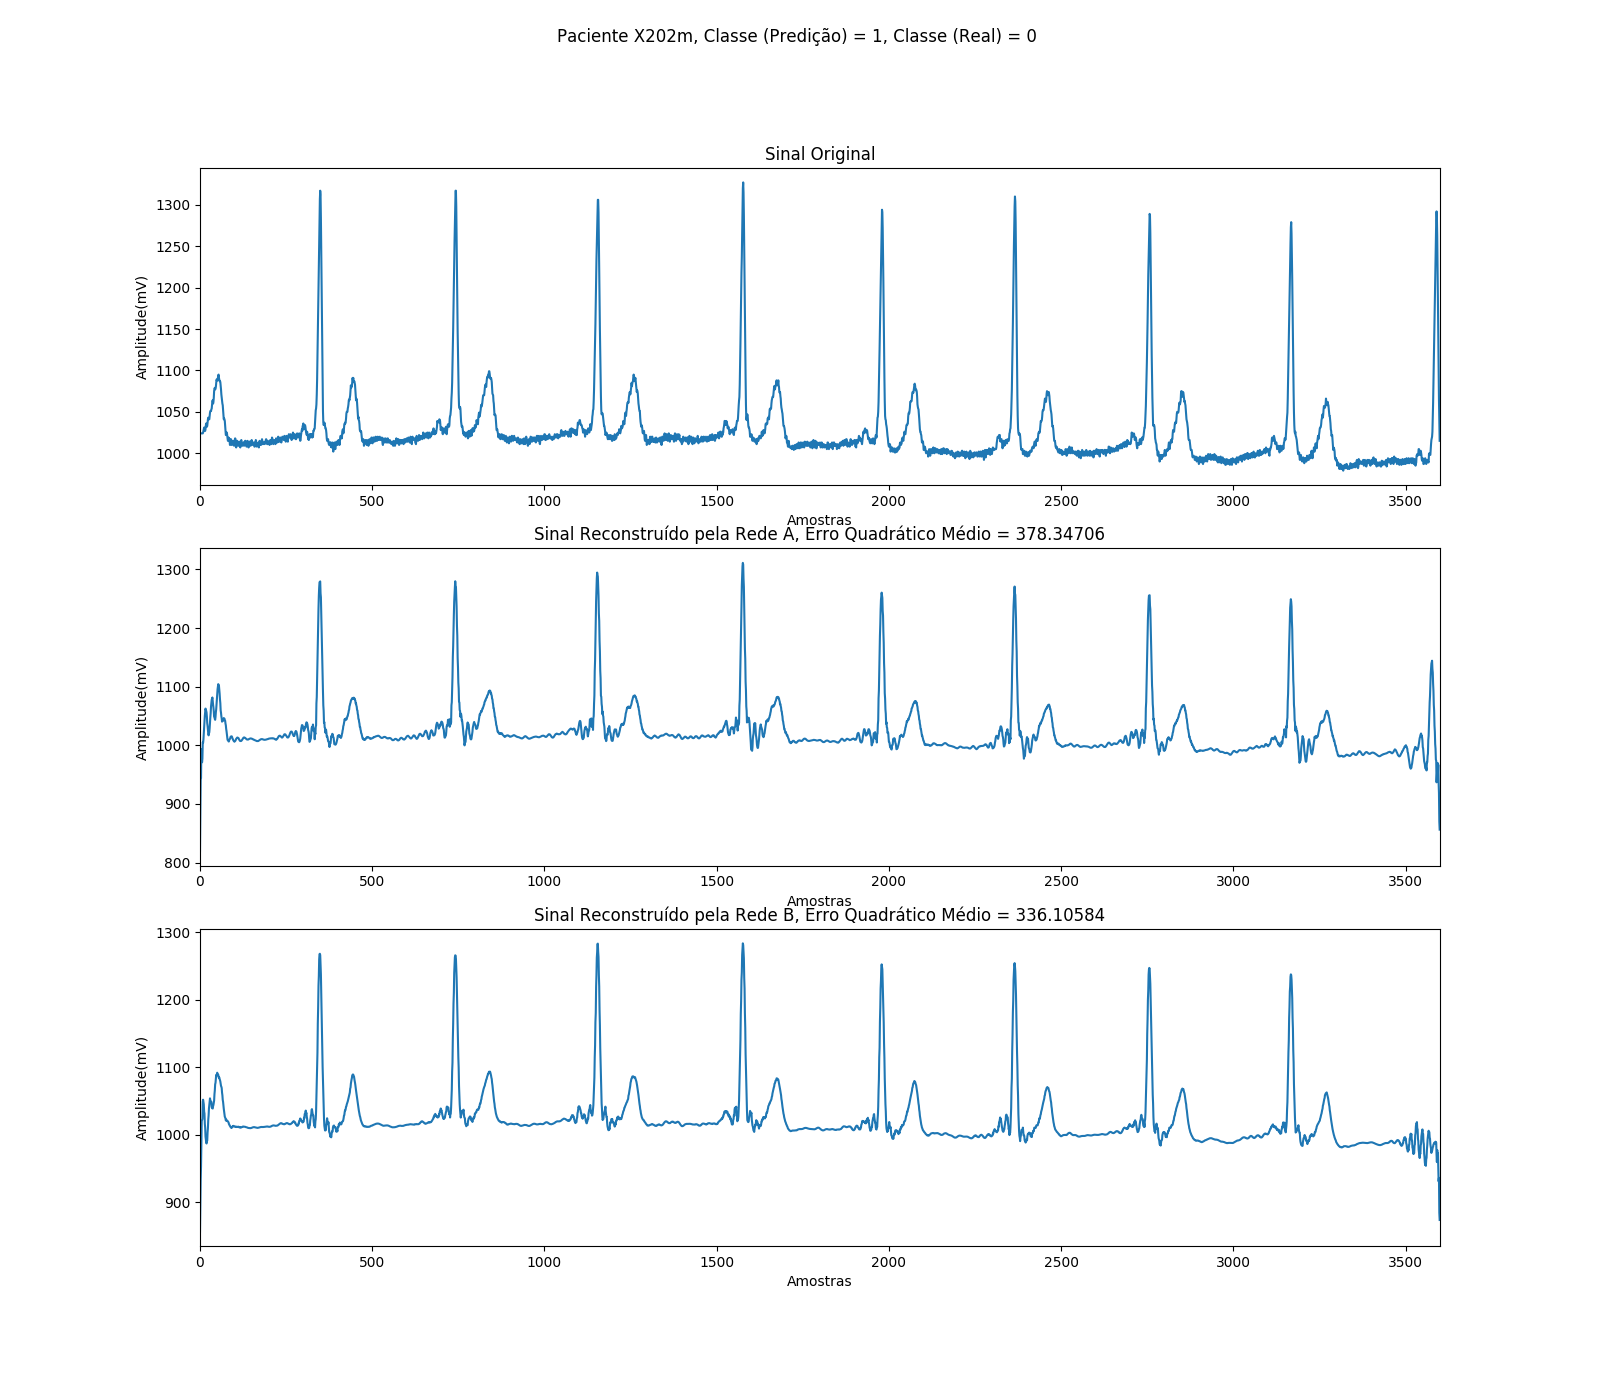 Paciente X202m, Classe (Predição) = 1, Classe (Real) = 0
Sinal Original
Amplitude(mV)
1300
1250
1200
1150
1100
1050
1000
0 500 1000 1500 2000 2500 3000 3500
Amostras
Sinal Reconstruído pela Rede A, Erro Quadrático Médio = 378.34706
Amplitude(mV)
1300
1200
1100
1000
900
800
0 500 1000 1500 2000 2500 3000 3500
Amostras
Sinal Reconstruído pela Rede B, Erro Quadrático Médio = 336.10584
Amplitude(mV)
1300
1200
1100
1000
900
0 500 1000 1500 2000 2500 3000 3500
Amostras